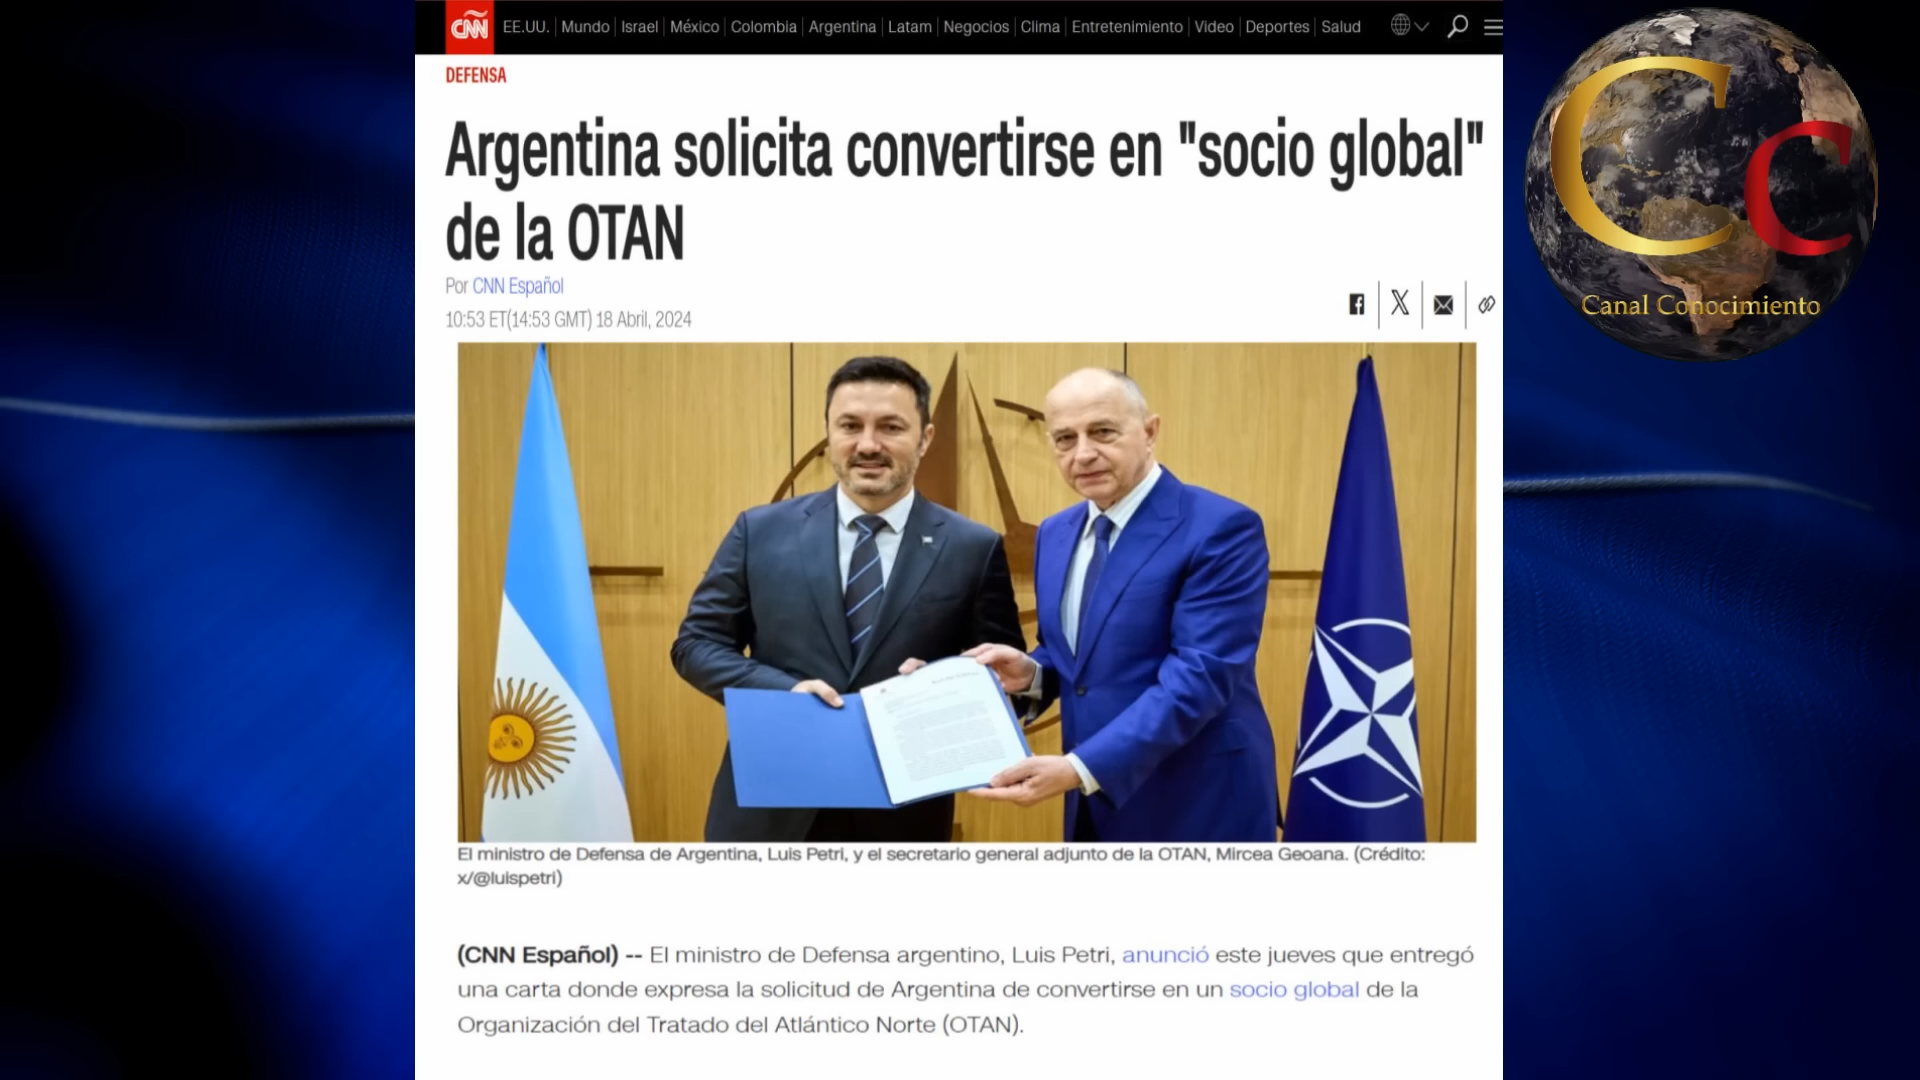 CNN
EE.UU. Mundo Israel México Colombia Argentina Latam Negocios Clima Entretenimiento Video Deportes Salud
DEFENSA
Argentina solicita convertirse en "socio global"
de la OTAN
Por CNN Español
10:53 ET(14:53 GMT) 18 Abril, 2024
El ministro de Defensa de Argentina, Luis Petri, y el secretario general adjunto de la OTAN, Mircea Geoana. (Crédito:
x/@luispetri)
(CNN Español) -- El ministro de Defensa argentino, Luis Petri, anunció este jueves que entregó
una carta donde expresa la solicitud de Argentina de convertirse en un socio global de la
Organización del Tratado del Atlántico Norte (OTAN).
Cc
Canal Conocimiento